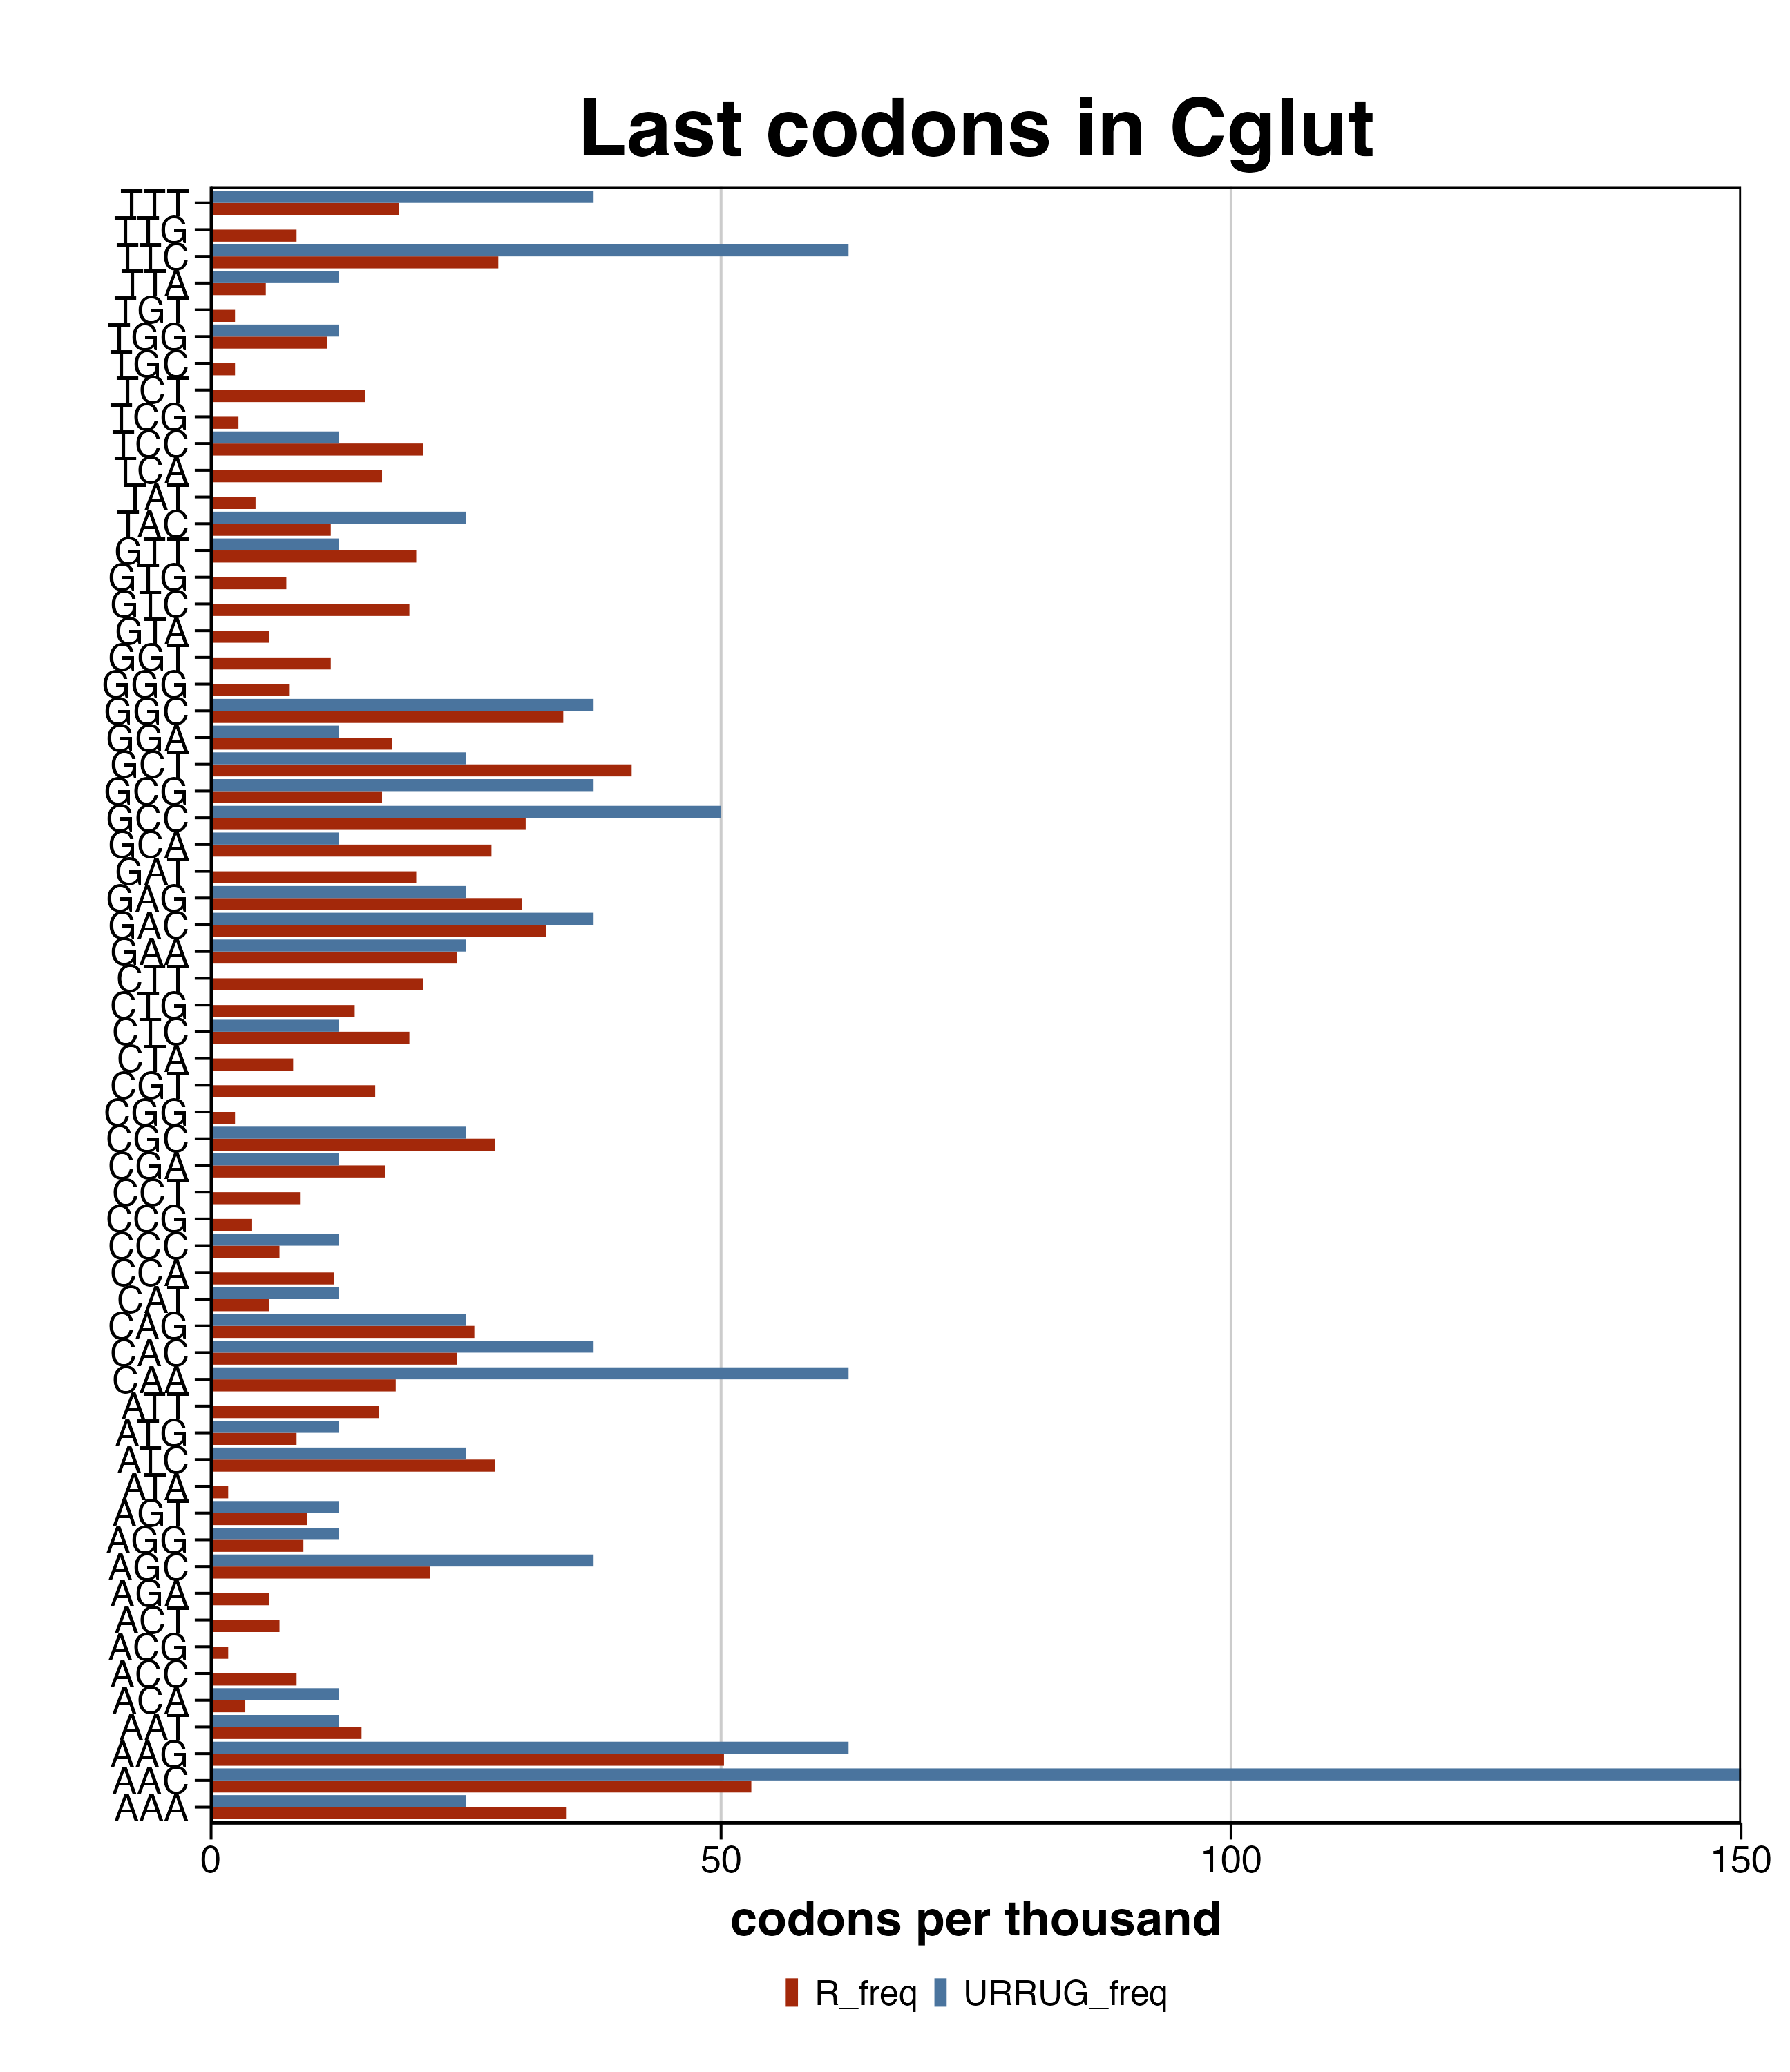 Last codons in Cglut
TTT
TTG
TTC
TTA
TGT
TGG
TGC
TCT
TCG
TCC
TCA
TAT
TAC
GTT
GTG
GTC
GTA
GGT
GGG
GGC
GGA
GCT
GCG
GCC
GCA
GAT
GAG
GAC
GAA
CTT
CTG
CTC
CTA
CGT
CGG
CGC
CGA
CCT
CCG
CCC
CCA
CAT
CAG
CAC
CAA
ATT
ATG
ATC
ATA
AGT
AGG
AGC
AGA
ACT
ACG
ACC
ACA
AAT
AAG
AAC
AAA
0 50 100 150
codons per thousand
R_freq URRUG_freq